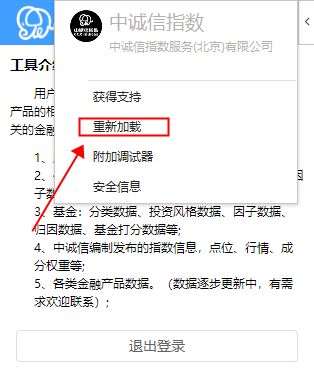 中诚信指数
中诚信指数服务(北京)有限公司
工具介绍
用户
产品的相
关的金融
获得支持
重新加载
附加调试器
安全信息
1、
2、
因
子数
3、基金：分类数据、投资风格数据、因子数据、
归因数据、基金打分数据等;
4、中诚信编制发布的指数信息，点位、行情、成
分权重等;
5、各类金融产品数据。（数据逐步更新中，有需
求欢迎联系）;
退出登录